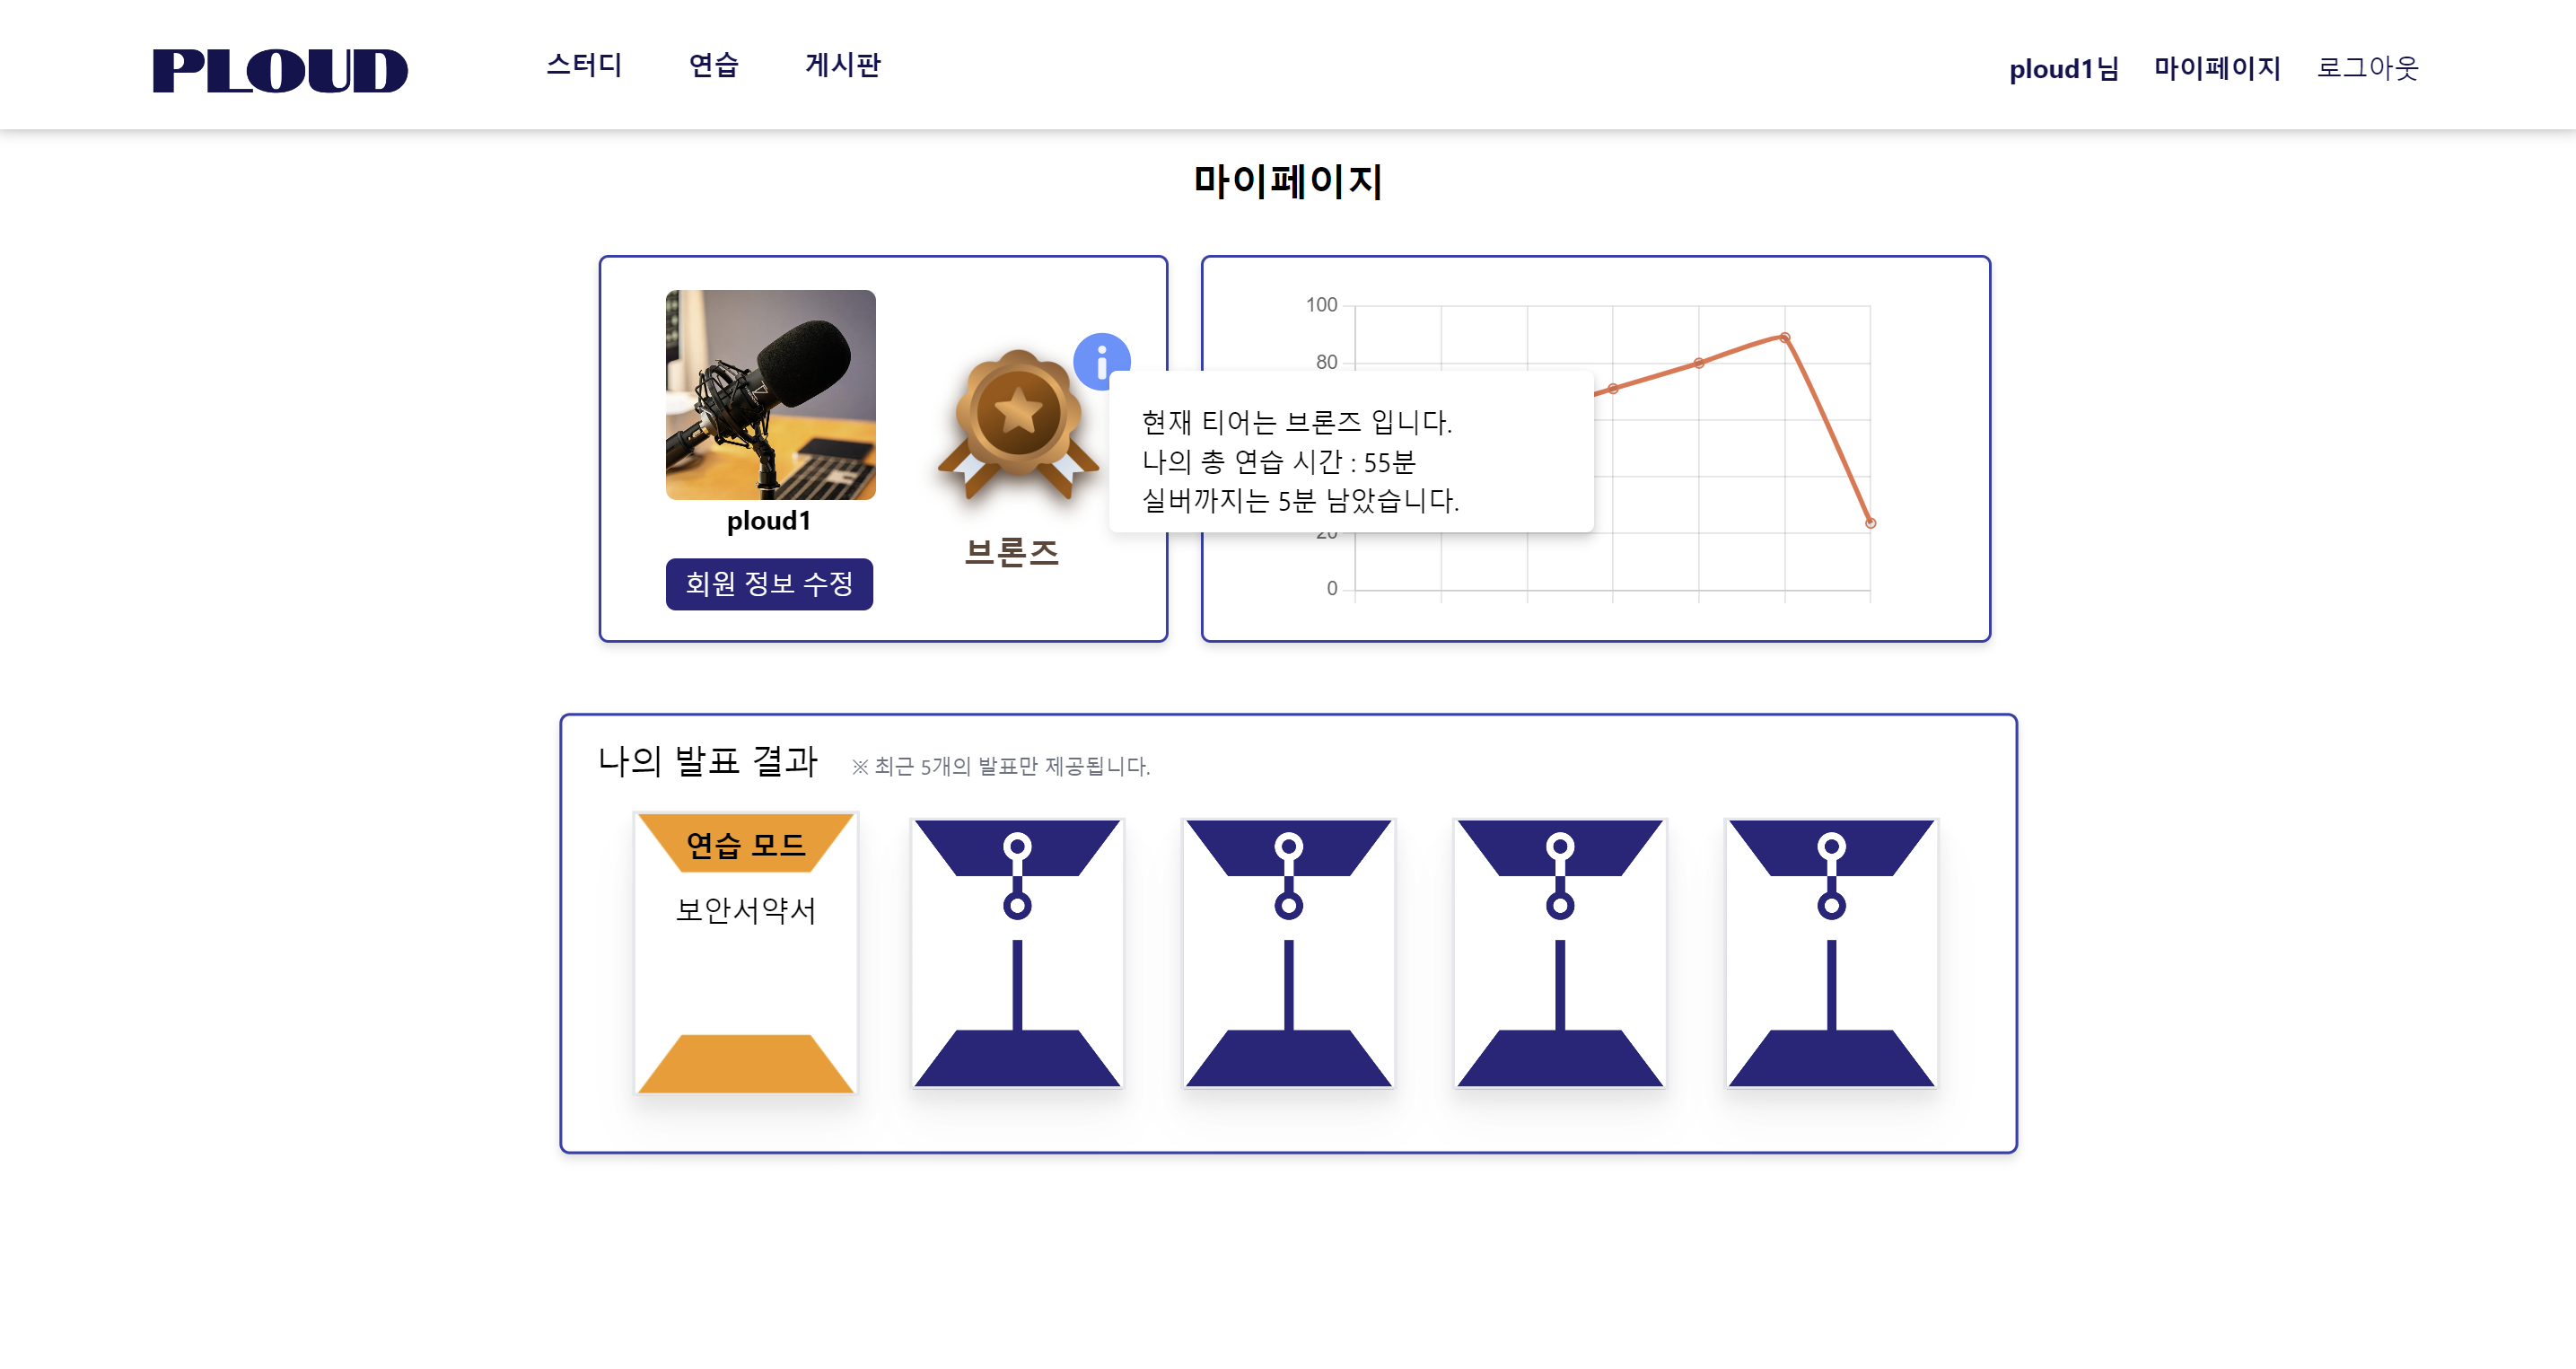 PLOUD
스터디 연습 게시판
ploud1님 마이페이지 로그아웃
마이페이지
ploud1
회원 정보 수정
브론즈
현재 티어는 브론즈 입니다.
나의 총 연습 시간 : 55분
실버까지는 5분 남았습니다.
100
80
20
0
나의 발표 결과 ※ 최근 5개의 발표만 제공됩니다.
연습 모드
보안서약서